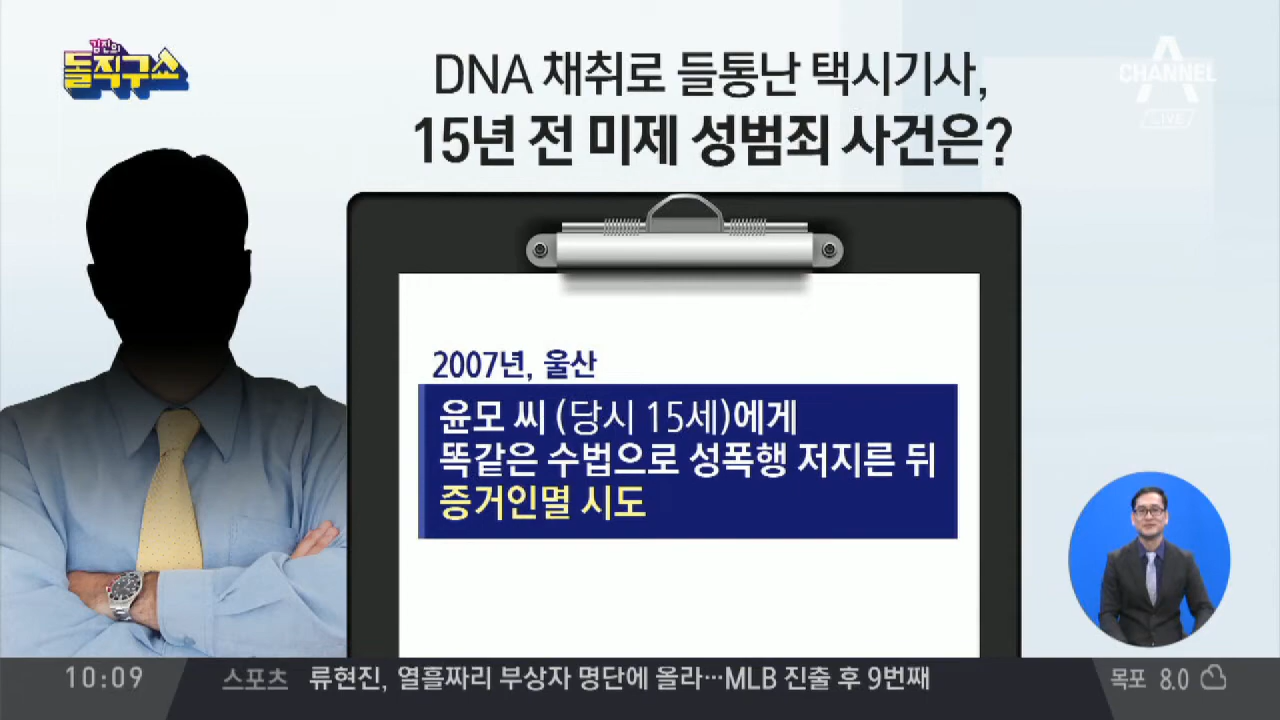 김진의
돌직구쇼
DNA 채취로 들통난 택시기사,
15년 전 미제 성범죄 사건은?
CHANNEL A
LIVE
2007년, 울산
윤모 씨 (당시 15세)에게
똑같은 수법으로 성폭행 저지른 뒤
증거인멸 시도
10:09 스포츠 류현진, 열흘짜리 부상자 명단에 올라…MLB 진출 후 9번째 목포 8.0